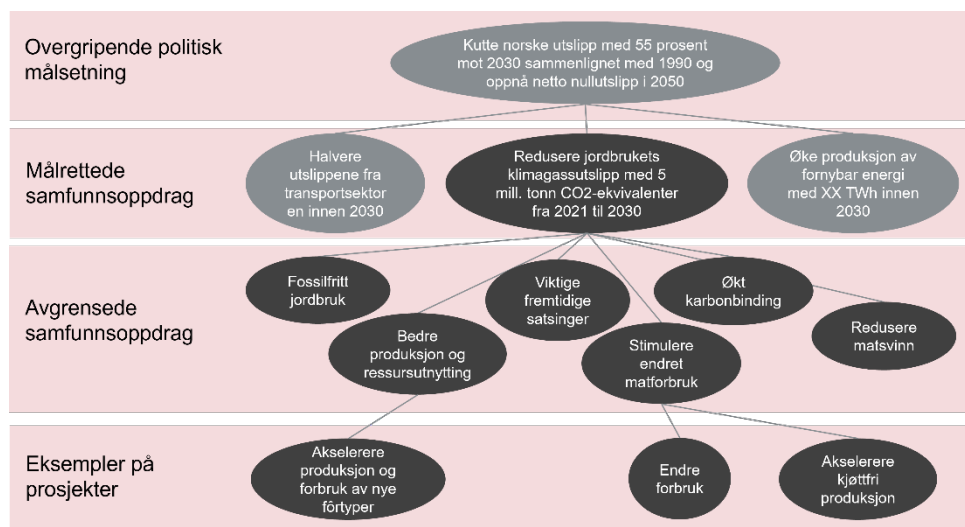 Overgripende politisk
målsetning
Kutte norske utslipp med 55 prosent
mot 2030 sammenlignet med 1990 og
oppnå netto nullutslipp i 2050
Målrettede
samfunnsoppdrag
Halvere
utslippene fra
transportsektor
en innen 2030
Redusere jordbrukets
klimagassutslipp med 5
mill. tonn CO2-ekvivalenter
fra 2021 til 2030
Øke produksjon av
fornybar energi
med XX TWh innen
2030
Avgrensede
samfunnsoppdrag
Fossilfritt
jordbruk
Bedre
produksjon og
ressursutnytting
Viktige
fremtidige
satsinger
Stimulere
endret
matforbruk
Økt
karbonbinding
Redusere
matsvinn
Eksempler på
prosjekter
Akselerere
produksjon og
forbruk av nye
fôrtyper
Endre
forbruk
Akselerere
kjøttfri
produksjon